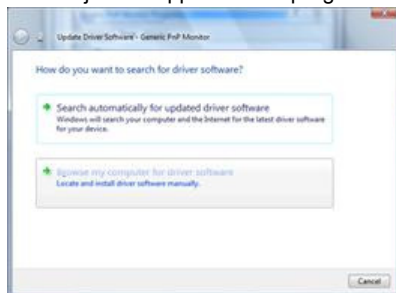 Update Driver Software - Generic PnP Monitor
How do you want to search for driver software?
Search automatically for updated driver software
Windows will search your computer and the Internet for the latest driver software
for your device.
Browse my computer for driver software
Locate and install driver software manually.
Cancel